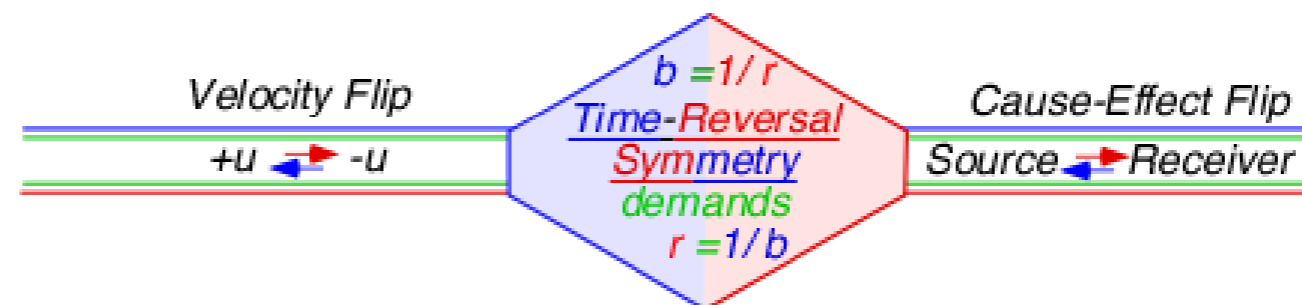 Velocity Flip
+u -u
b =1/ r
Time-Reversal
Symmetry
demands
r =1/ b
Cause-Effect Flip
Source Receiver